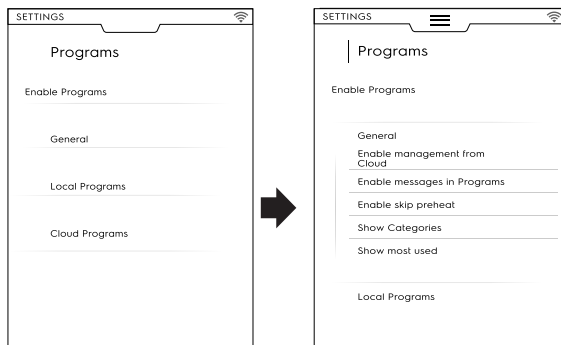 SETTINGS
Programs
Enable Programs
General
Local Programs
Cloud Programs
SETTINGS
Programs
Enable Programs
General
Enable management from
Cloud
Enable messages in Programs
Enable skip preheat
Show Categories
Show most used
Local Programs